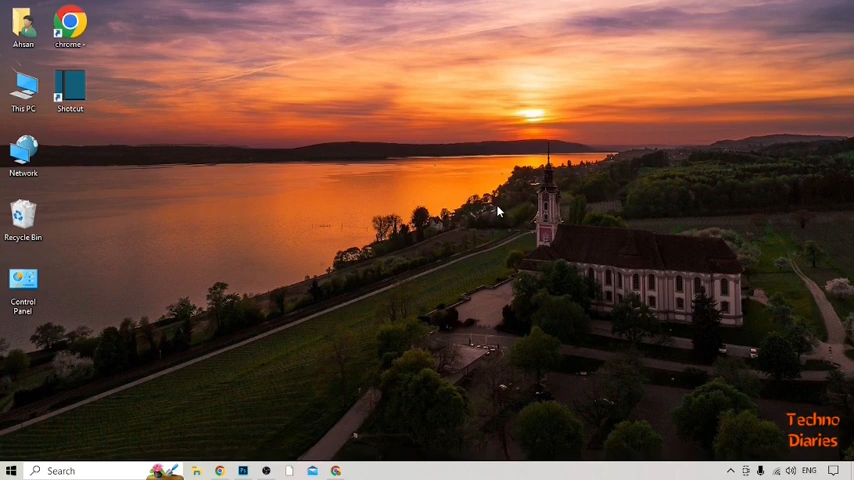 Ahsan
chrome -
This PC
Shotcut
Network
Recycle Bin
Control
Panel
Techno
Diaries
Search
ENG